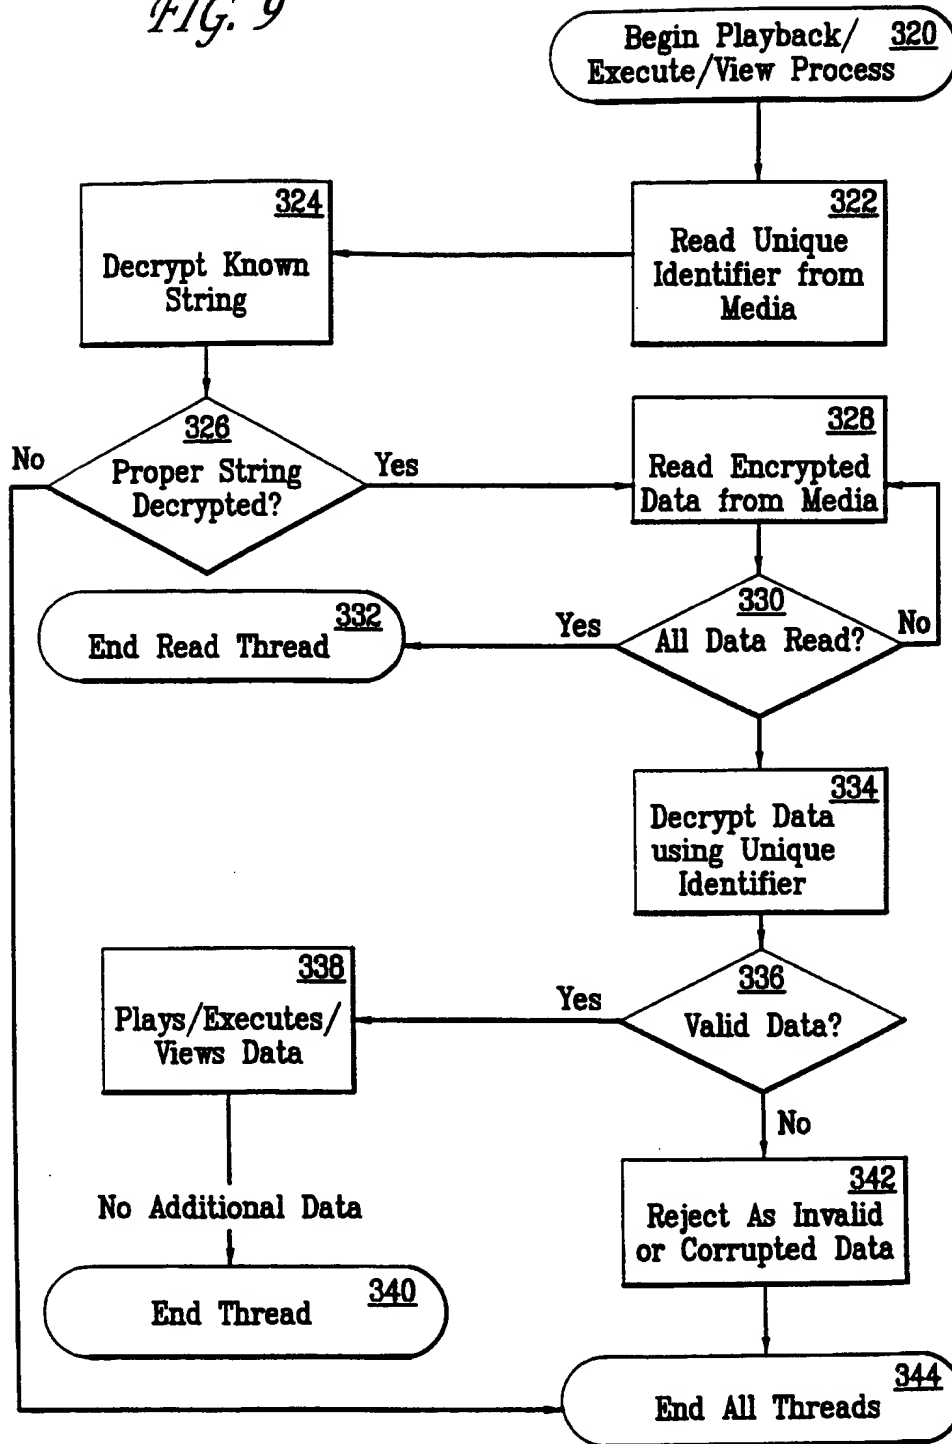 FIG. 9
Begin Playback/ 320
Execute/View Process
324
Decrypt Known
String
322
Read Unique
Identifier from
Media
326
Proper String
Decrypted?
No
Yes
328
Read Encrypted
Data from Media
332
End Read Thread
Yes
330
All Data Read?
No
334
Decrypt Data
using Unique
Identifier
338
Plays/Executes/
Views Data
Yes
336
Valid Data?
No
No Additional Data
342
Reject As Invalid
or Corrupted Data
340
End Thread
344
End All Threads